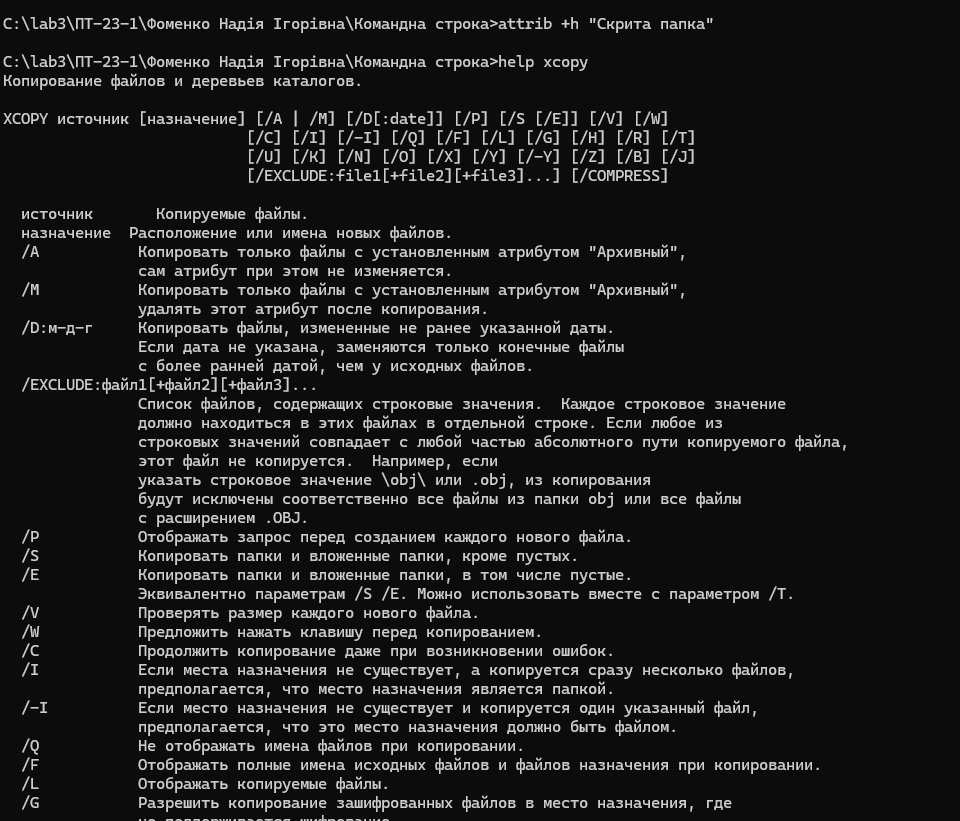 C:\lab3\ПТ-23-1\Фоменко Надія Ігорівна\Командна строка>attrib +h "Скрита папка"
C:\lab3\ПТ-23-1\Фоменко Надія Ігорівна\Командна строка>help xcopy
Копирование файлов и деревьев каталогов.
XCOPY источник [назначение] [/A | /M] [/D[:date]] [/P] [/S [/E]] [/V] [/W]
[/C] [/I] [/-I] [/Q] [/F] [/L] [/G] [/H] [/R] [/T]
[/U] [/K] [/N] [/O] [/X] [/Y] [/-Y] [/Z] [/B] [/J]
[/EXCLUDE:file1[+file2][+file3]...] [/COMPRESS]
источник Копируемые файлы.
назначение Расположение или имена новых файлов.
/A Копировать только файлы с установленным атрибутом "Архивный",
сам атрибут при этом не изменяется.
/M Копировать только файлы с установленным атрибутом "Архивный",
удалять этот атрибут после копирования.
/D:м-д-г Копировать файлы, измененные не ранее указанной даты.
Если дата не указана, заменяются только конечные файлы
с более ранней датой, чем у исходных файлов.
/EXCLUDE:файл1[+файл2][+файл3]...
Список файлов, содержащих строковые значения. Каждое строковое значение
должно находиться в этих файлах в отдельной строке. Если любое из
строковых значений совпадает с любой частью абсолютного пути копируемого файла,
этот файл не копируется. Например, если
указать строковое значение \obj\ или .obj, из копирования
будут исключены соответственно все файлы из папки obj или все файлы
с расширением .OBJ.
/P Отображать запрос перед созданием каждого нового файла.
/S Копировать папки и вложенные папки, кроме пустых.
/E Копировать папки и вложенные папки, в том числе пустые.
Эквивалентно параметрам /S /E. Можно использовать вместе с параметром /T.
/V Проверять размер каждого нового файла.
/W Предложить нажать клавишу перед копированием.
/C Продолжить копирование даже при возникновении ошибок.
/I Если места назначения не существует, а копируется сразу несколько файлов,
предполагается, что место назначения является папкой.
/-I Если место назначения не существует и копируется один указанный файл,
предполагается, что это место назначения должно быть файлом.
/Q Не отображать имена файлов при копировании.
/F Отображать полные имена исходных файлов и файлов назначения при копировании.
/L Отображать копируемые файлы.
/G Разрешить копирование зашифрованных файлов в место назначения, где